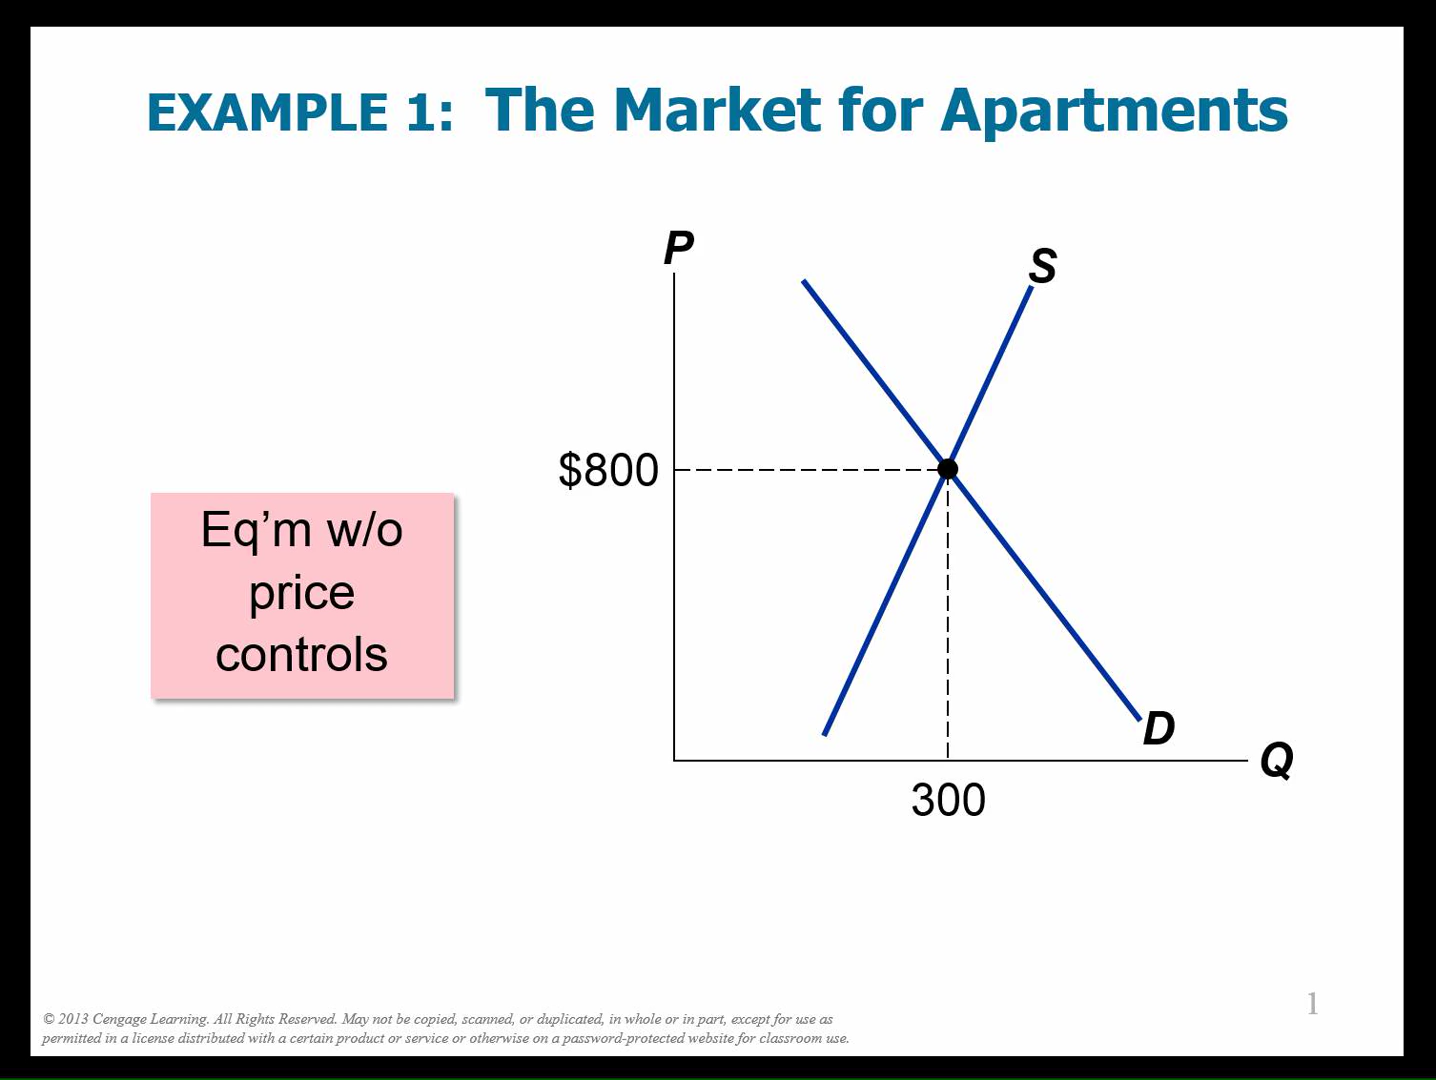 EXAMPLE 1: The Market for Apartments
P
S
$800
Eq’m w/o
price
controls
D
Q
300
1
© 2013 Cengage Learning. All Rights Reserved. May not be copied, scanned, or duplicated, in whole or in part, except for use as
permitted in a license distributed with a certain product or service or otherwise on a password-protected website for classroom use.